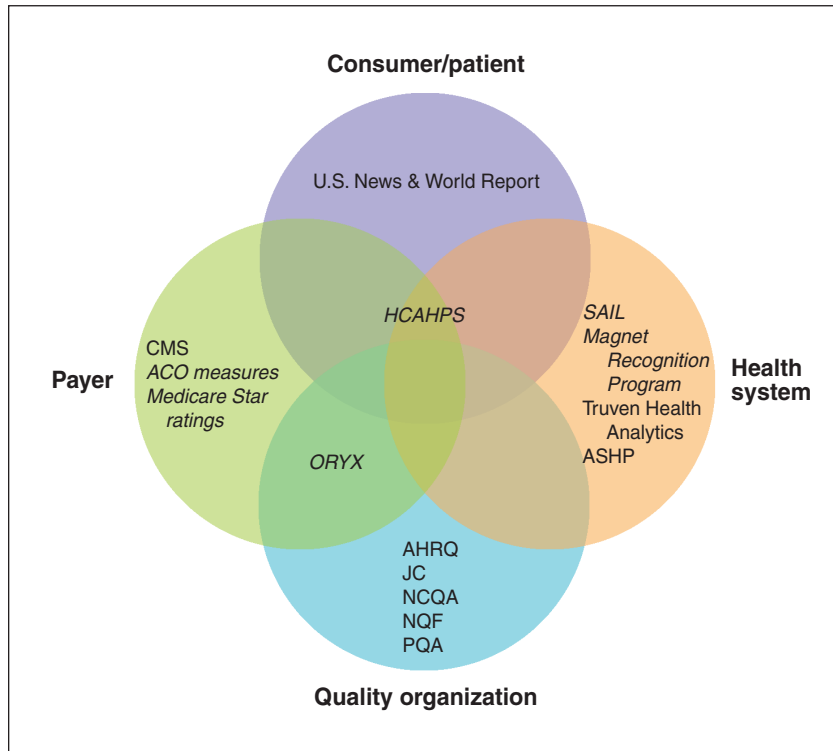 Consumer/patient
U.S. News & World Report
HCAHPS
Payer
CMS
ACO measures
Medicare Star
ratings
SAIL
Magnet
Recognition
Program
Truven Health
Analytics
ASHP
Health
system
ORYX
AHRQ
JC
NCQA
NQF
PQA
Quality organization